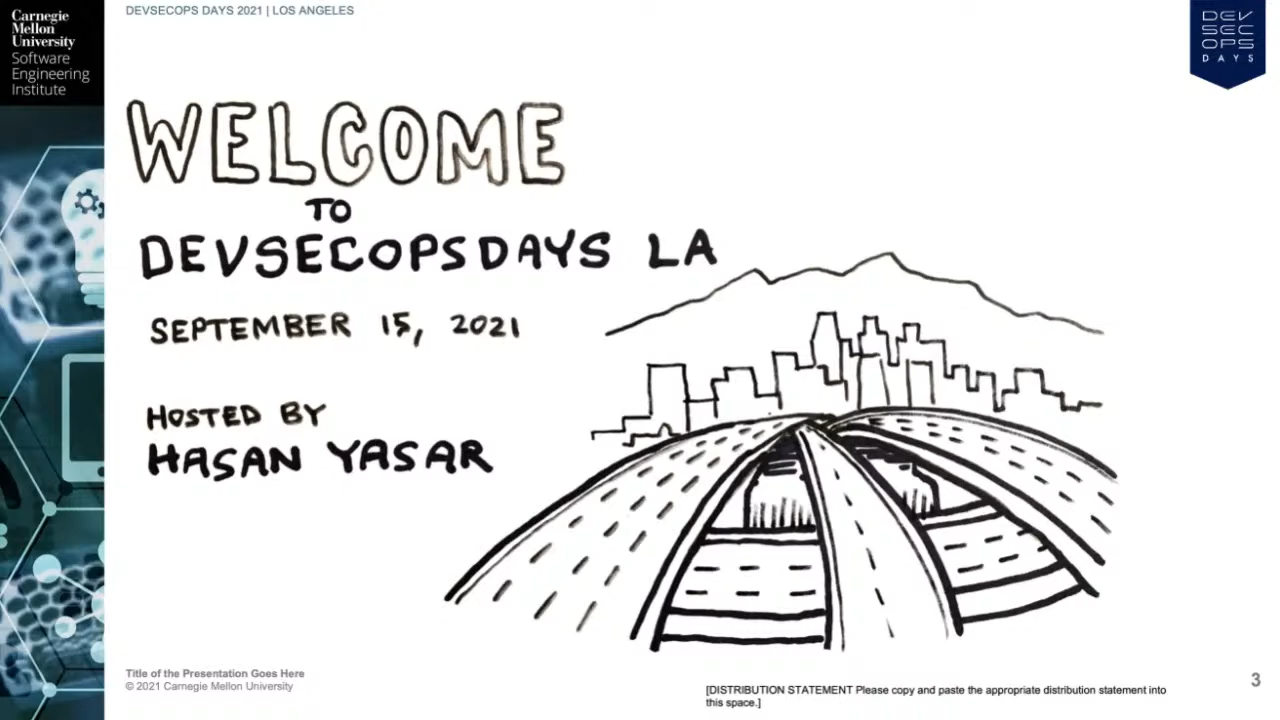 Carnegie
Mellon
University
Software
Engineering
Institute
DEVSECOPS DAYS 2021 | LOS ANGELES
DEV
SEC
OPS
DAYS
WELCOME
TO
DEVSECOPSDAYS LA
SEPTEMBER 15, 2021
HOSTED BY
HASAN YASAR
Title of the Presentation Goes Here
© 2021 Carnegie Mellon University
[DISTRIBUTION STATEMENT Please copy and paste the appropriate distribution statement into
this space.]
3